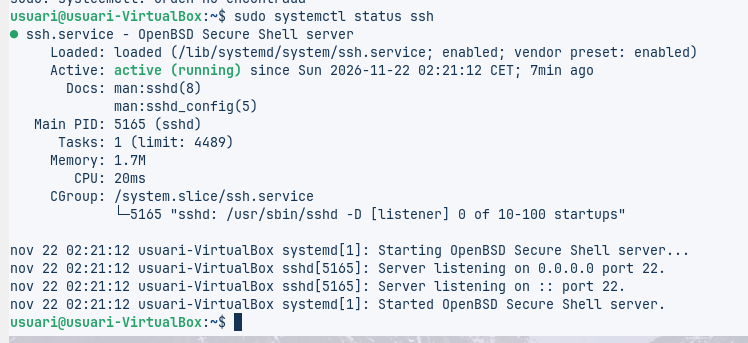 usuari@usuari-VirtualBox:~$ sudo systemctl status ssh
● ssh.service - OpenBSD Secure Shell server
Loaded: loaded (/lib/systemd/system/ssh.service; enabled; vendor preset: enabled)
Active: active (running) since Sun 2026-11-22 02:21:12 CET; 7min ago
Docs: man:sshd(8)
man:sshd_config(5)
Main PID: 5165 (sshd)
Tasks: 1 (limit: 4489)
Memory: 1.7M
CPU: 20ms
CGroup: /system.slice/ssh.service
└─5165 "sshd: /usr/sbin/sshd -D [listener] 0 of 10-100 startups"
nov 22 02:21:12 usuari-VirtualBox systemd[1]: Starting OpenBSD Secure Shell server...
nov 22 02:21:12 usuari-VirtualBox sshd[5165]: Server listening on 0.0.0.0 port 22.
nov 22 02:21:12 usuari-VirtualBox sshd[5165]: Server listening on :: port 22.
nov 22 02:21:12 usuari-VirtualBox systemd[1]: Started OpenBSD Secure Shell server.
usuari@usuari-VirtualBox:~$